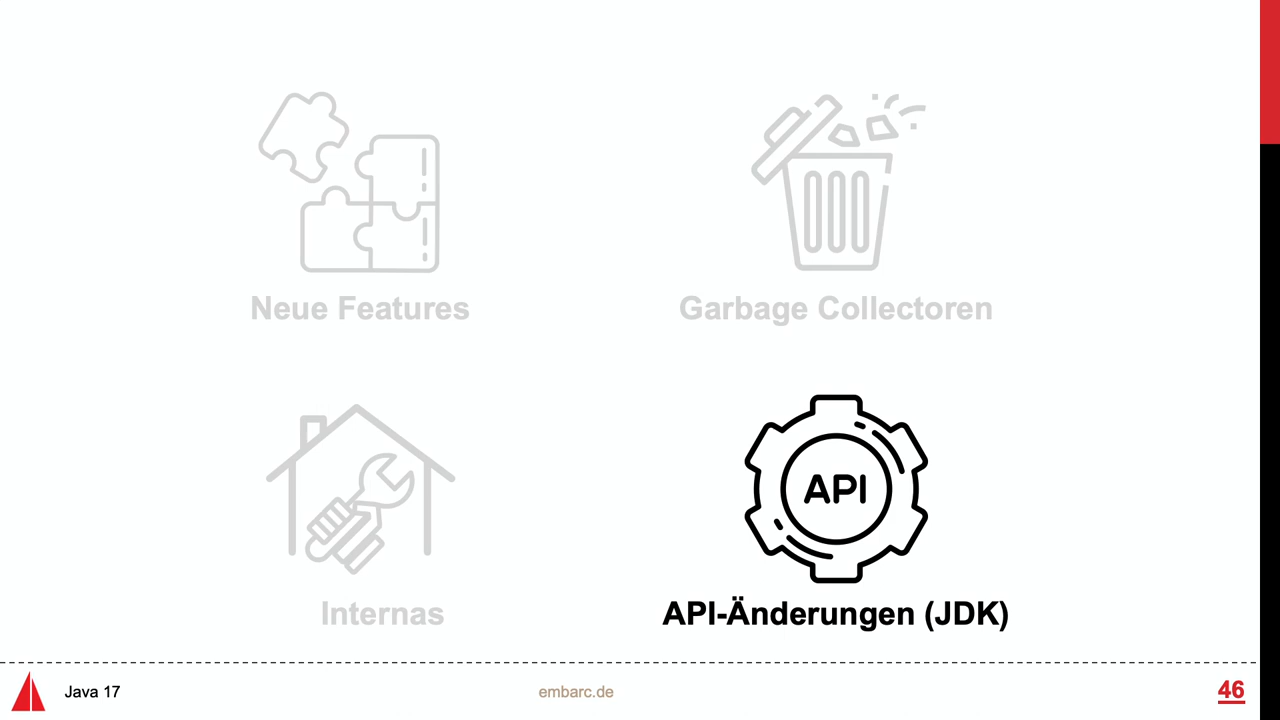 Neue Features
Garbage Collectoren
API
Internas
API-Änderungen (JDK)
Java 17
embarc.de
46